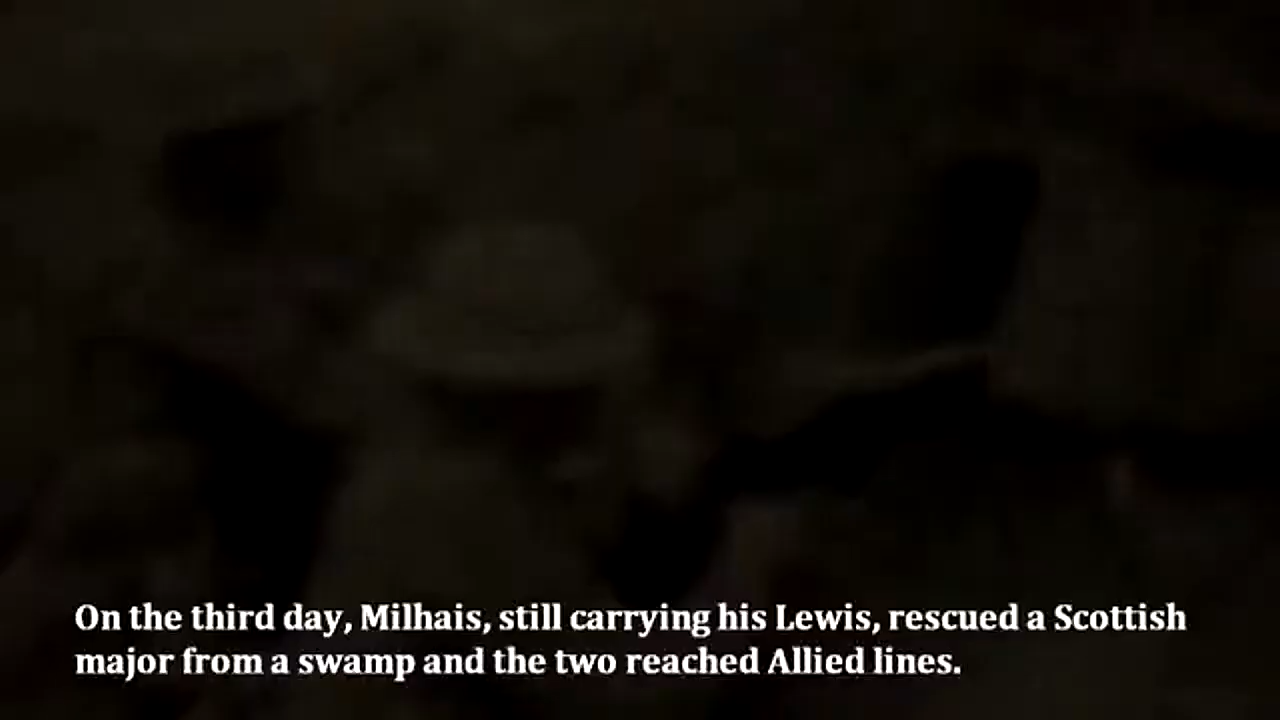 On the third day, Milhais, still carrying his Lewis, rescued a Scottish
major from a swamp and the two reached Allied lines.